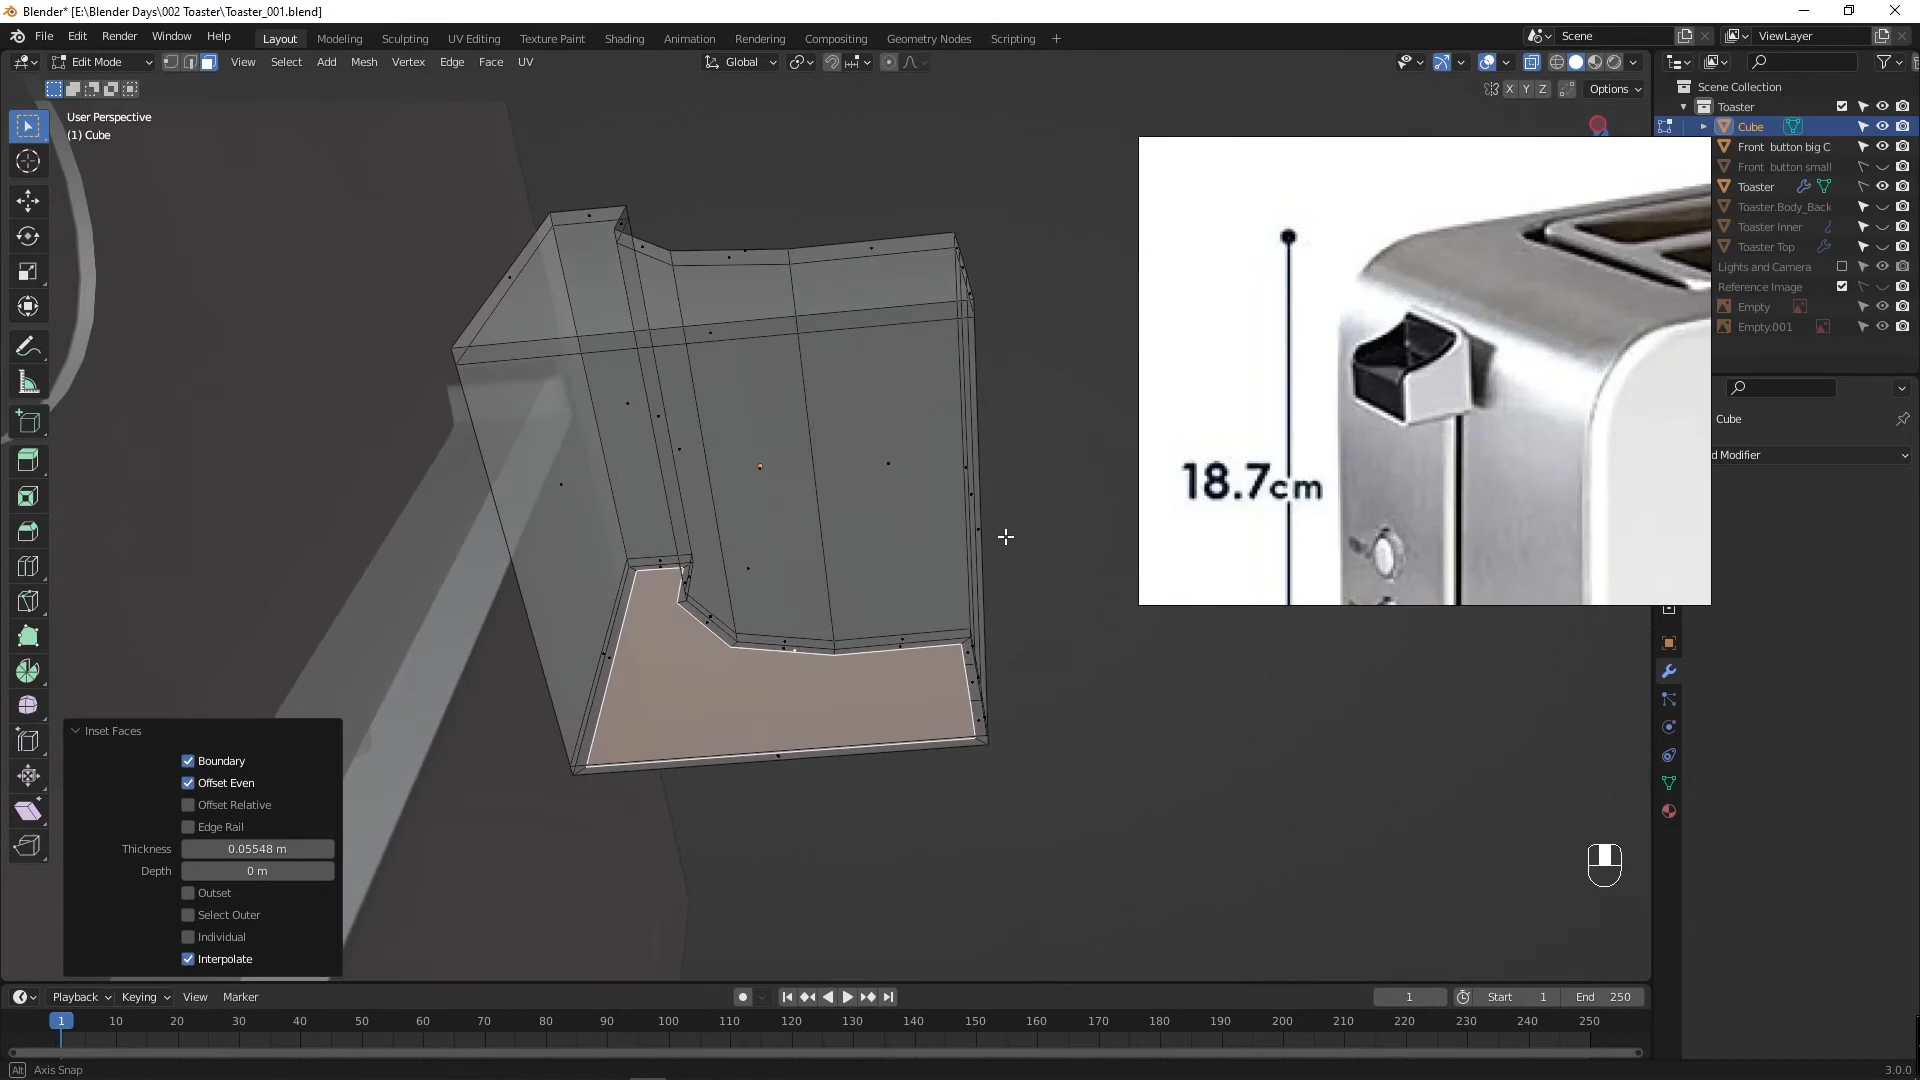 Blender* [E:\Blender Days\002 Toaster\Toaster_001.blend]
File Edit Render Window Help Layout Modeling Sculpting UV Editing Texture Paint Shading Animation Rendering Compositing Geometry Nodes Scripting + Scene ViewLayer
Edit Mode View Select Add Mesh Vertex Edge Face UV Global
X Y Z Options
User Perspective
(1) Cube
Scene Collection
Toaster
Cube
Front button big C
Front button small
Toaster
Toaster.Body_Back
Toaster Inner
Toaster Top
Lights and Camera
Reference Image
Empty
Empty.001
Cube
d Modifier
18.7cm
Inset Faces
Boundary
Offset Even
Offset Relative
Edge Rail
Thickness 0.05548 m
Depth 0 m
Outset
Select Outer
Individual
Interpolate
Playback Keying View Marker 1 Start 1 End 250
1 10 20 30 40 50 60 70 80 90 100 110 120 130 140 150 160 170 180 190 200 210 220 230 240 250
Alt Axis Snap 3.0.0